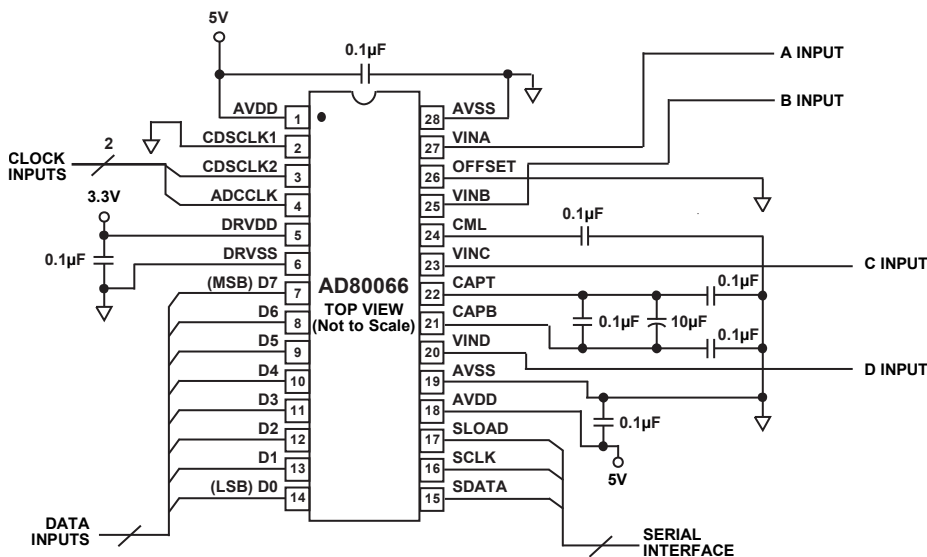 5V
0.1µF
A INPUT
B INPUT
AVDD 1
28 AVSS
CDSCLK1 2
27 VINA
2
CLOCK
INPUTS
CDSCLK2 3
26 OFFSET
ADCCLK 4
25 VINB
3.3V
DRVDD 5
24 CML
0.1µF
0.1µF
DRVSS 6
23 VINC
C INPUT
AD80066
TOP VIEW
(Not to Scale)
(MSB) D7 7
22 CAPT
0.1µF
D6 8
21 CAPB
0.1µF
10µF
0.1µF
D5 9
20 VIND
D INPUT
D4 10
19 AVSS
D3 11
18 AVDD
0.1µF
D2 12
17 SLOAD
5V
D1 13
16 SCLK
(LSB) D0 14
15 SDATA
DATA
INPUTS
SERIAL
INTERFACE